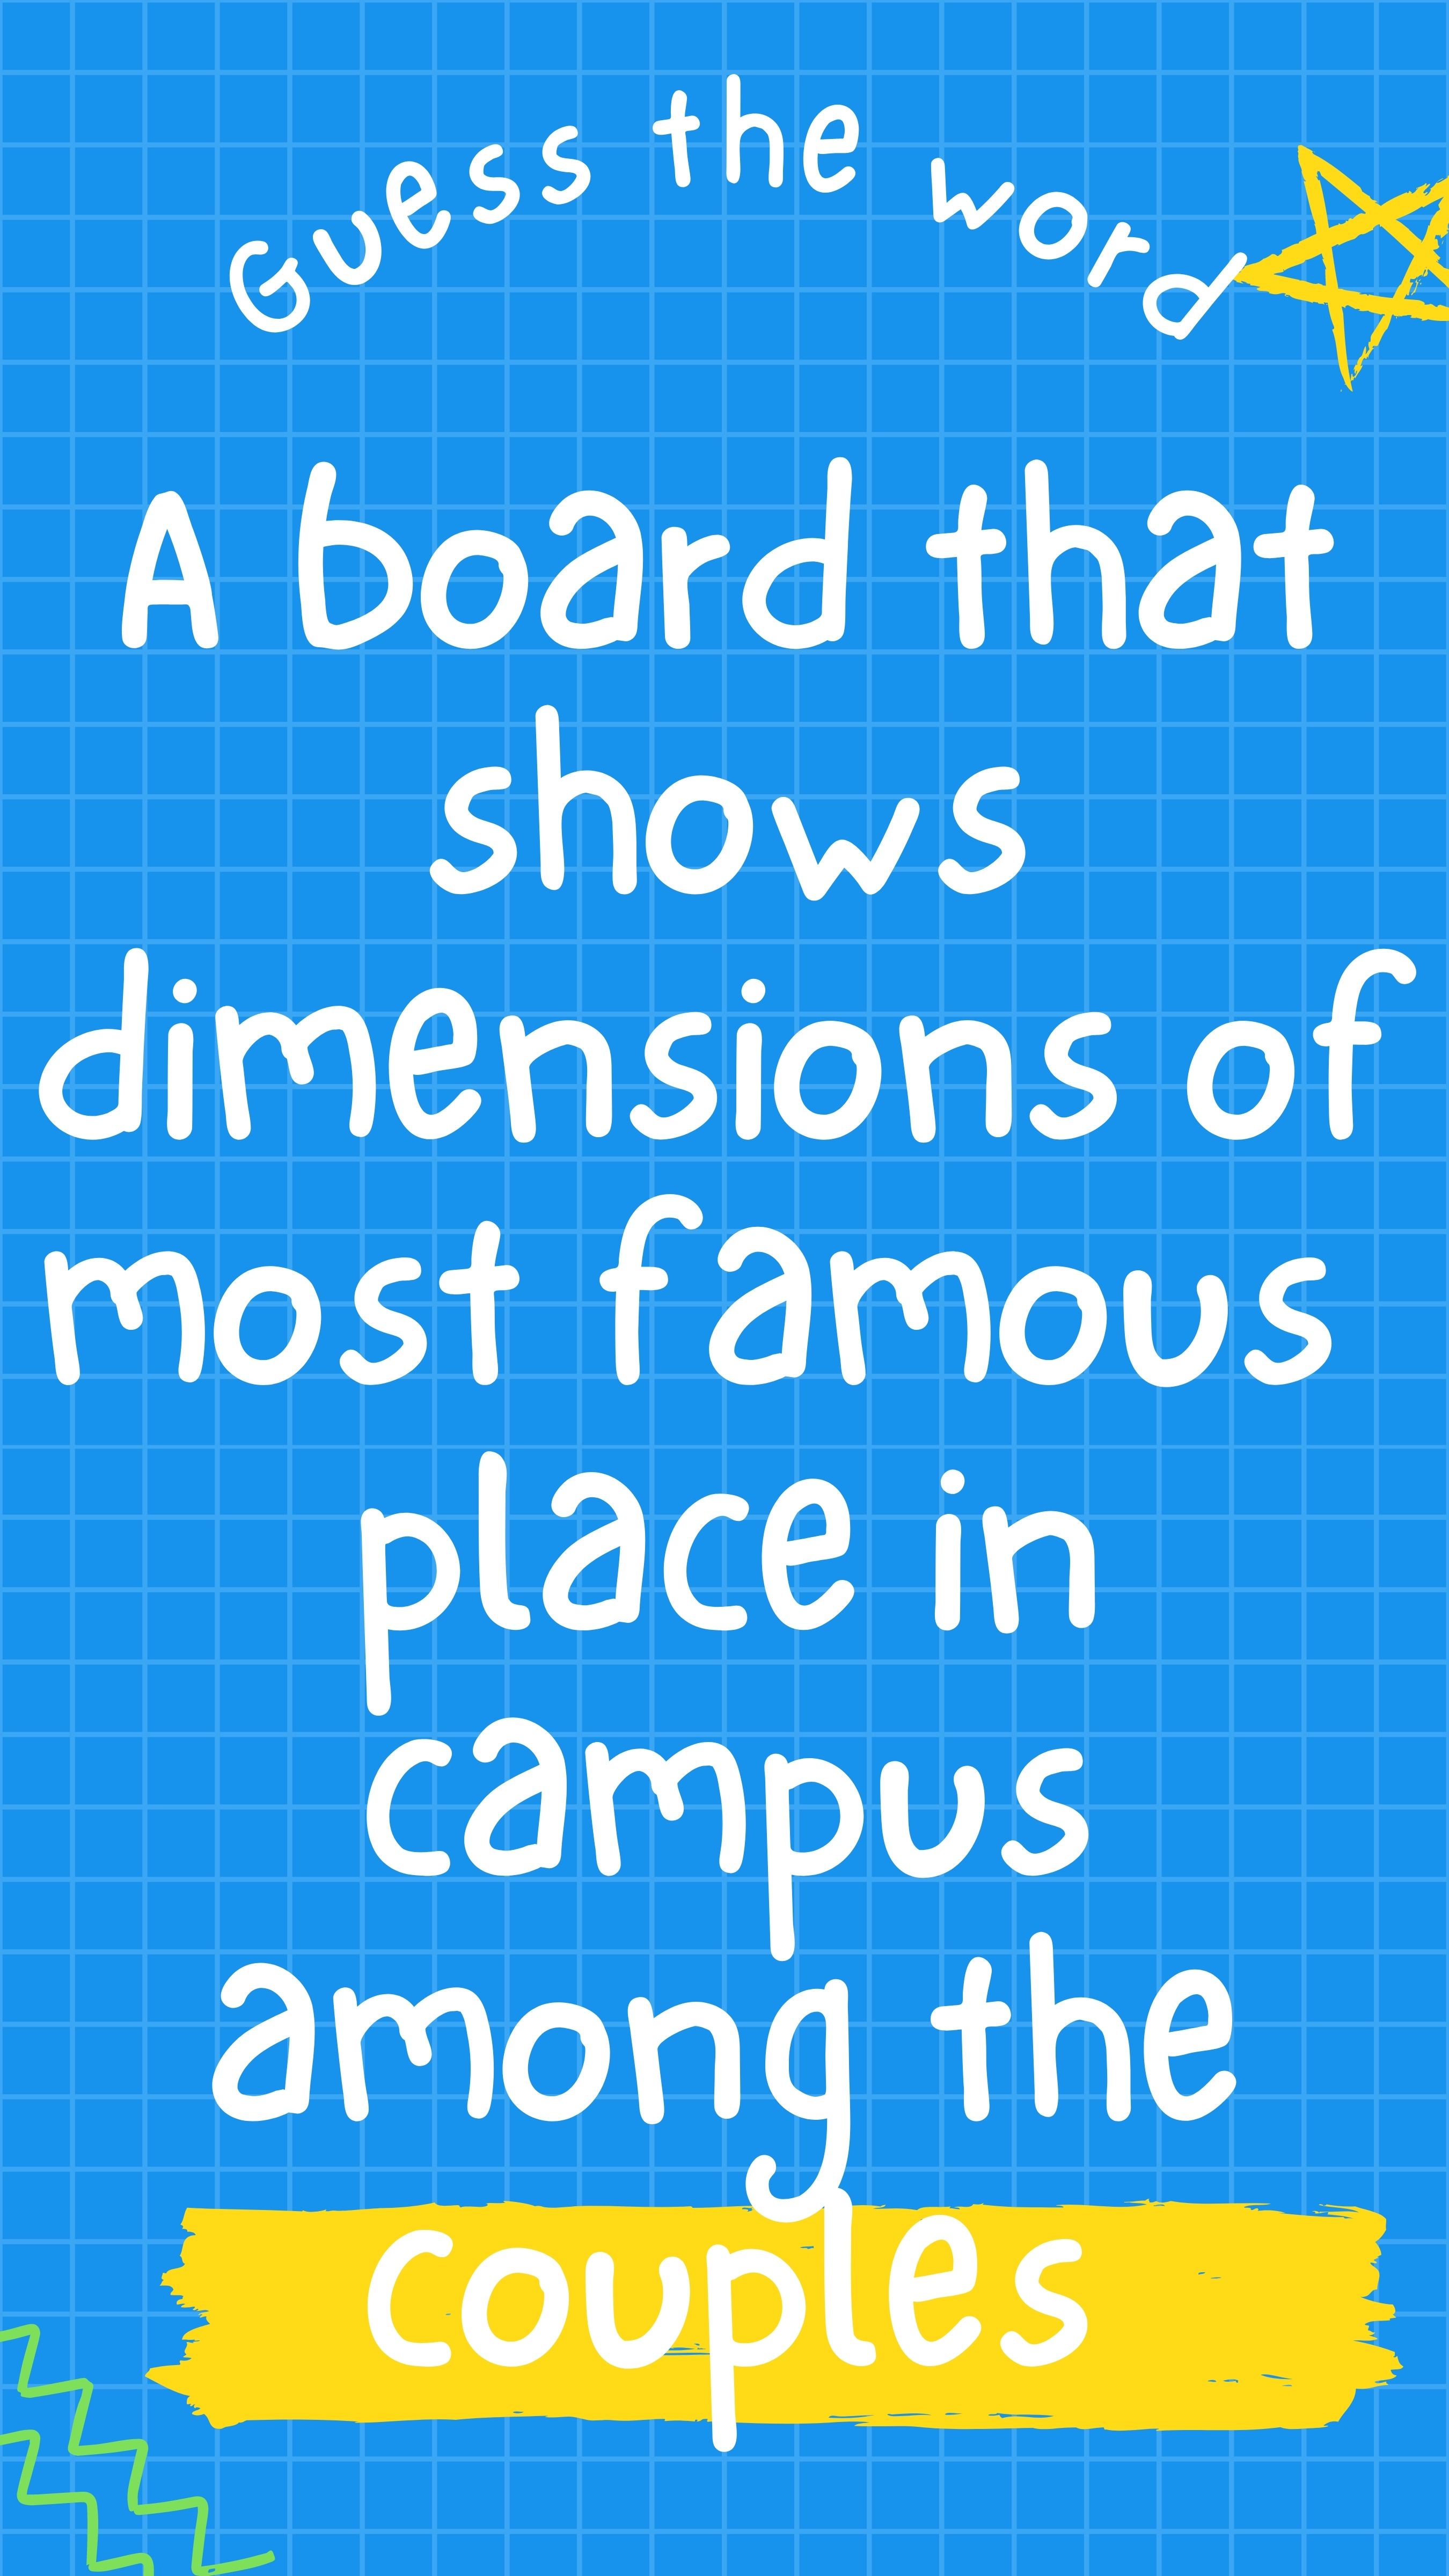 Guess the word
A board that
shows
dimensions of
most famous
place in
campus
among the
couples